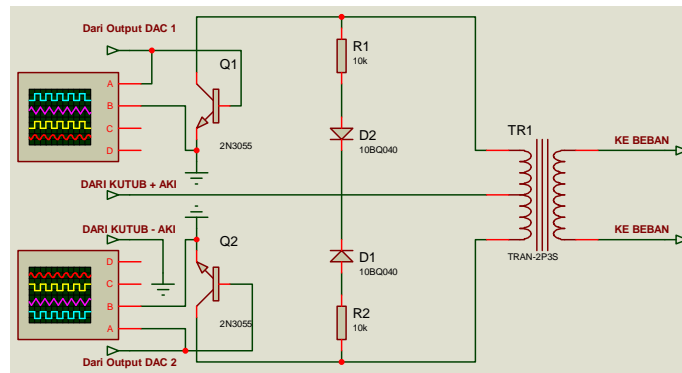 Dari Output DAC 1
Q1
2N3055
A
B
C
D
R1
10k
D2
10BQ040
TR1
TRAN-2P3S
KE BEBAN
KE BEBAN
DARI KUTUB + AKI
DARI KUTUB - AKI
Q2
2N3055
D
C
B
A
D1
10BQ040
R2
10k
Dari Output DAC 2